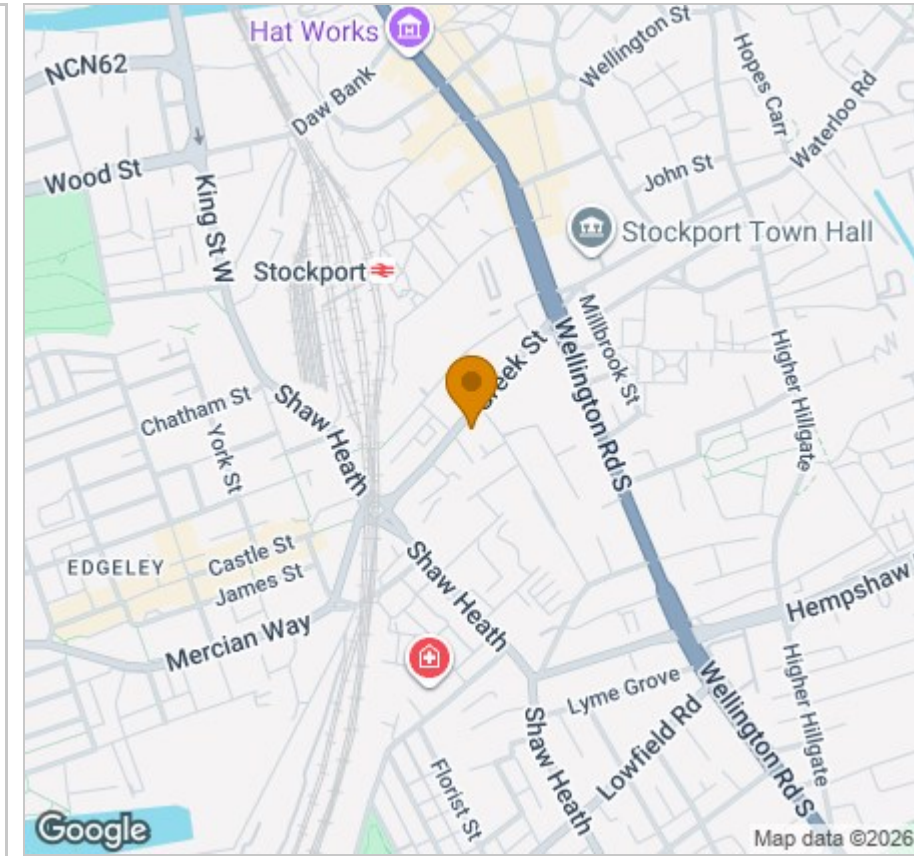 Hat Works
Wellington St
NCN62
Daw Bank
Hopes Carr
Waterloo Rd
Wood St
John St
King St W
Stockport Town Hall
Stockport
Millbrook St
Greek St
Wellington Rd S
Higher Hillgate
Chatham St
Shaw Heath
York St
EDGELEY
Castle St
James St
Shaw Heath
Hempshaw
Mercian Way
Lyme Grove
Higher Hillgate
Wellington Rd S
Lowfield Rd
Shaw Heath
Florist St
Google
Map data ©2026